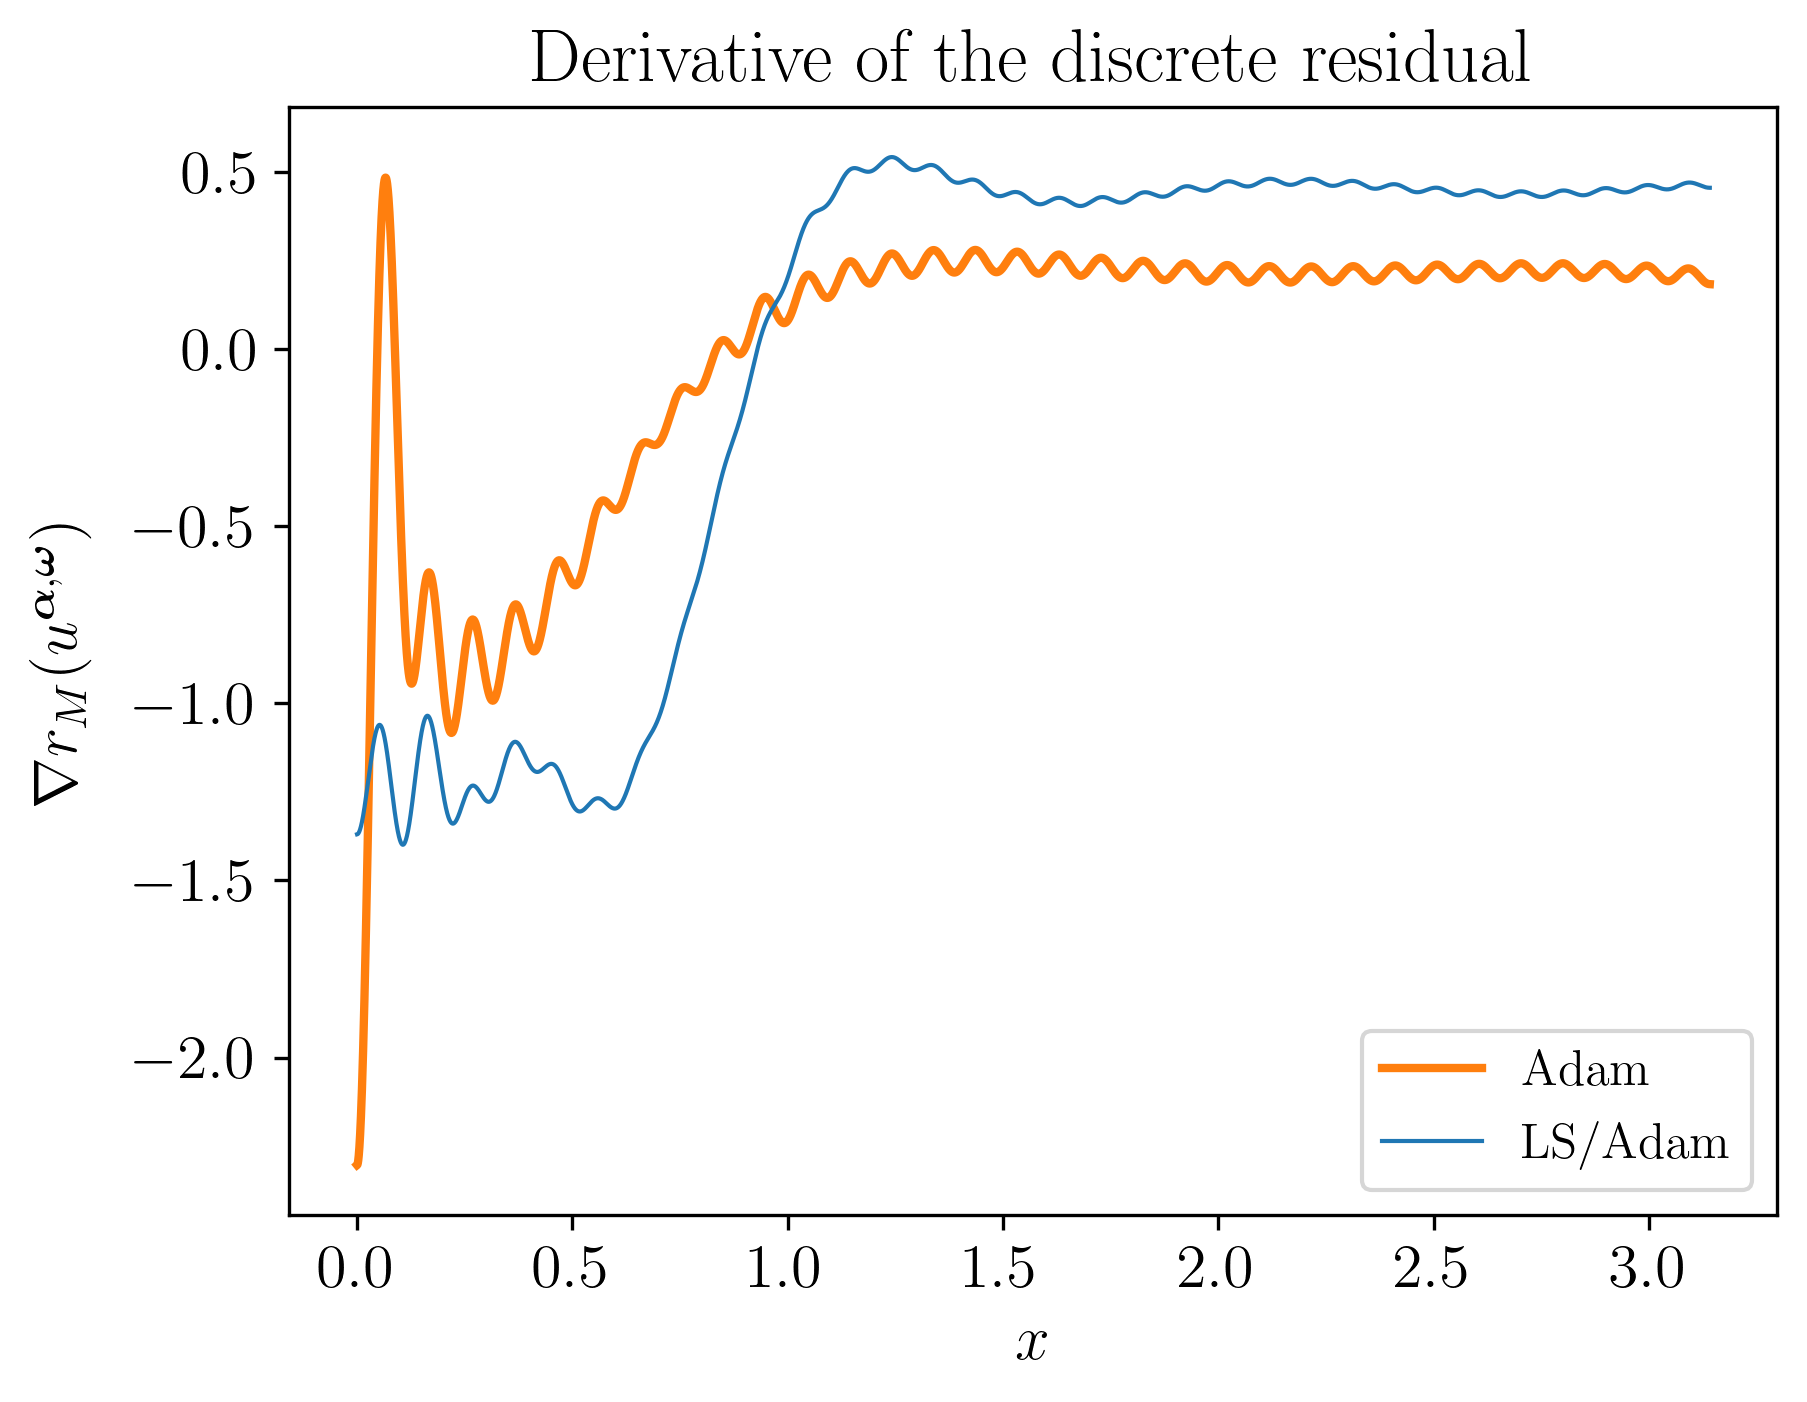 Derivative of the discrete residual
∇r_M(u^{α,ω})
0.5
0.0
−0.5
−1.0
−1.5
−2.0
0.0 0.5 1.0 1.5 2.0 2.5 3.0
x
Adam
LS/Adam